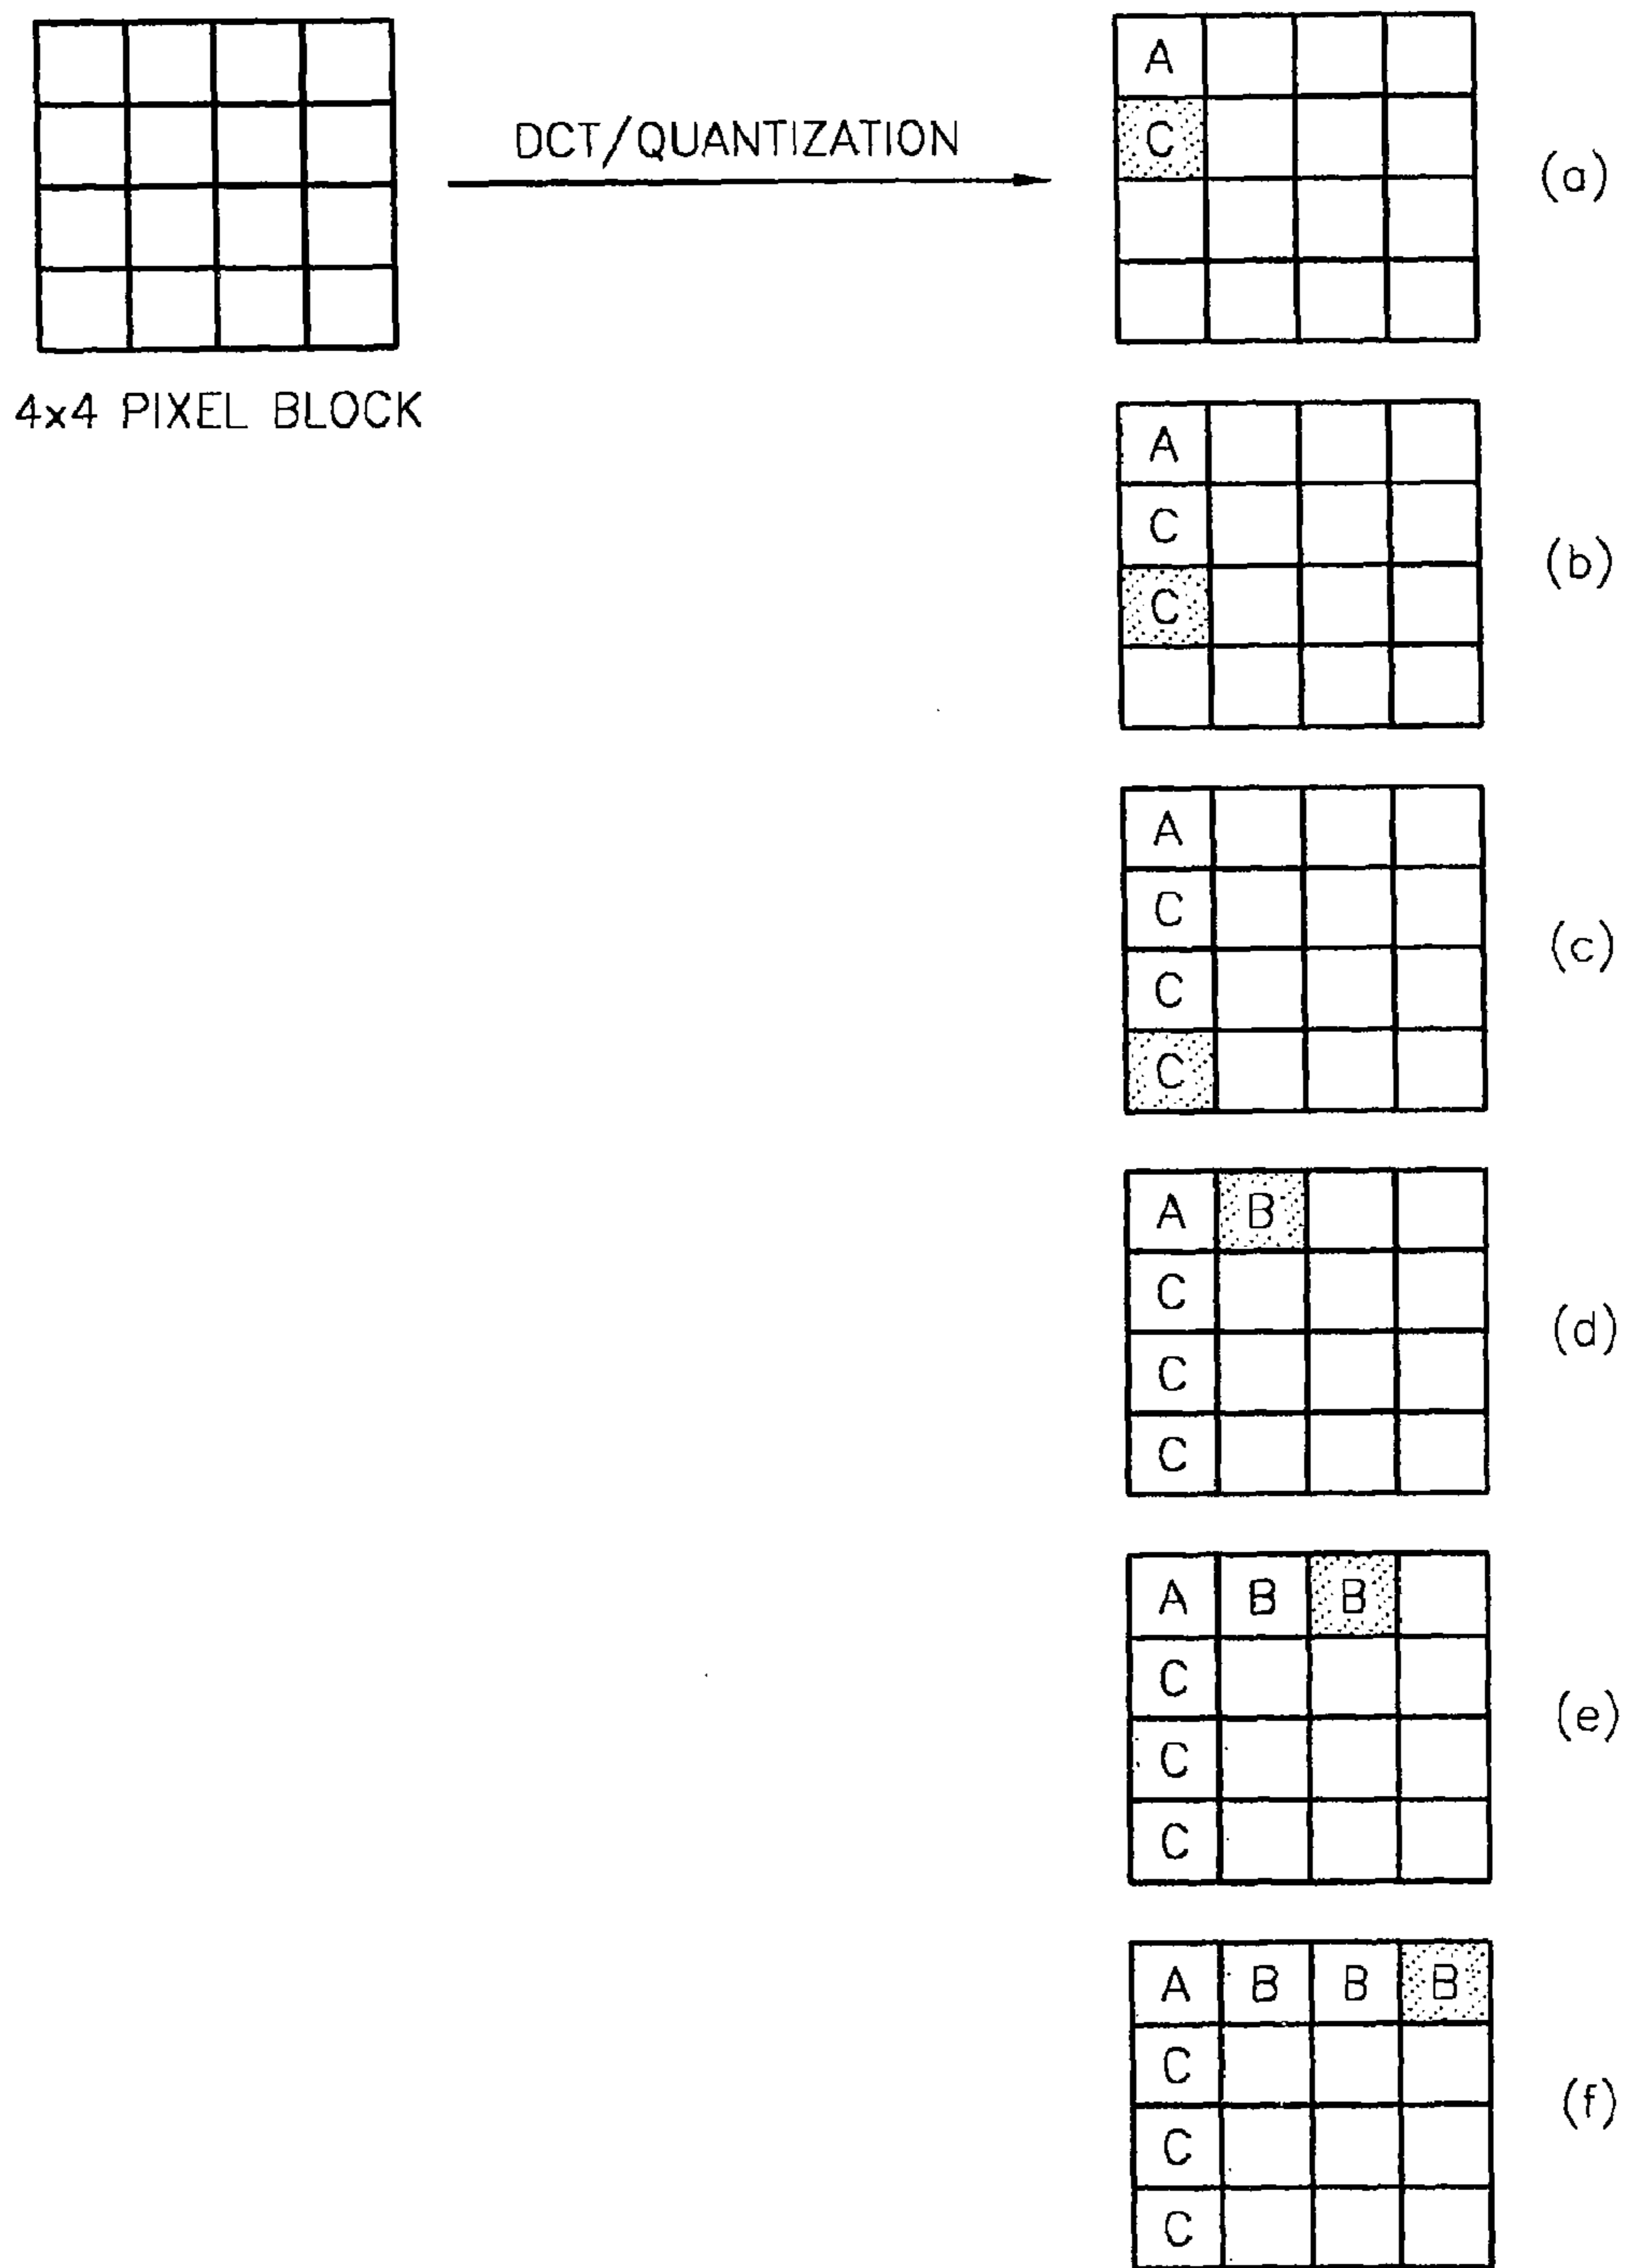 A
C
DCT/QUANTIZATION
(a)
4x4 PIXEL BLOCK
A
C
C
(b)
A
C
C
C
(c)
A B
C
C
C
(d)
A B B
C
C
C
(e)
A B B B
C
C
C
(f)